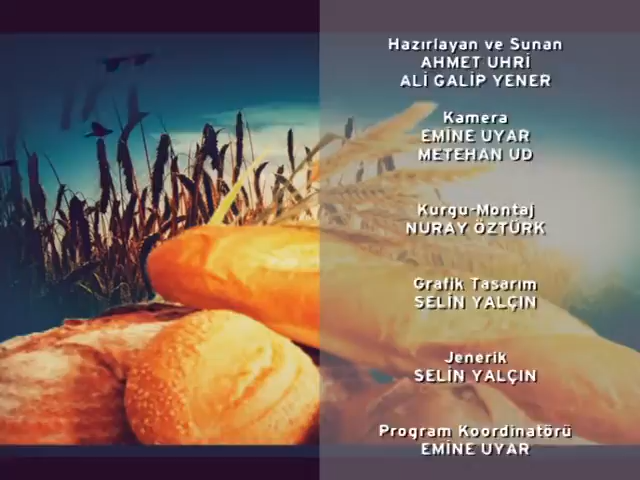 Hazırlayan ve Sunan
AHMET UHRİ
ALİ GALİP YENER
Kamera
EMİNE UYAR
METEHAN UD
Kurgu-Montaj
NURAY ÖZTÜRK
Grafik Tasarım
SELİN YALÇIN
Jenerik
SELİN YALÇIN
Program Koordinatörü
EMİNE UYAR